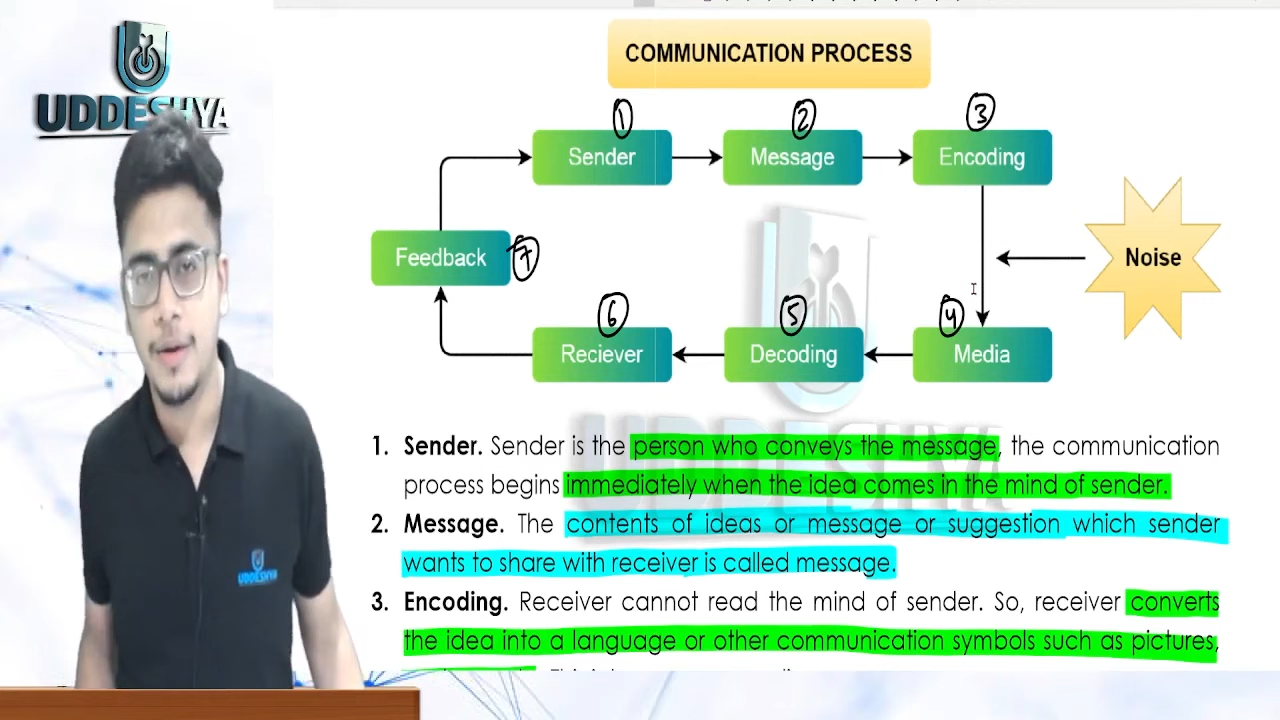 UDDESHYA
COMMUNICATION PROCESS
1 2 3
Sender Message Encoding
Feedback 7 Noise
6 5 4
Reciever Decoding Media
1. Sender. Sender is the person who conveys the message, the communication
process begins immediately when the idea comes in the mind of sender.
2. Message. The contents of ideas or message or suggestion which sender
wants to share with receiver is called message.
3. Encoding. Receiver cannot read the mind of sender. So, receiver converts
the idea into a language or other communication symbols such as pictures,
UDDESHYA